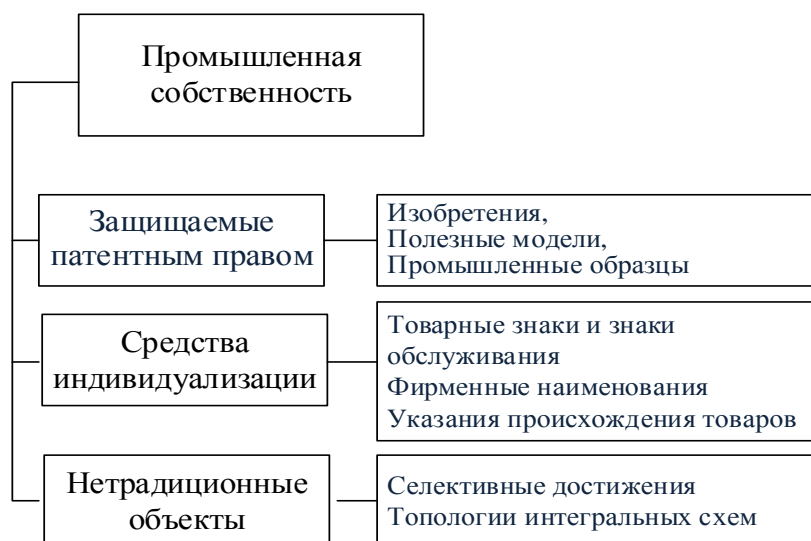 Промышленная
собственность
Защищаемые
патентным правом
Изобретения,
Полезные модели,
Промышленные образцы
Средства
индивидуализации
Товарные знаки и знаки
обслуживания
Фирменные наименования
Указания происхождения товаров
Нетрадиционные
объекты
Селективные достижения
Топологии интегральных схем